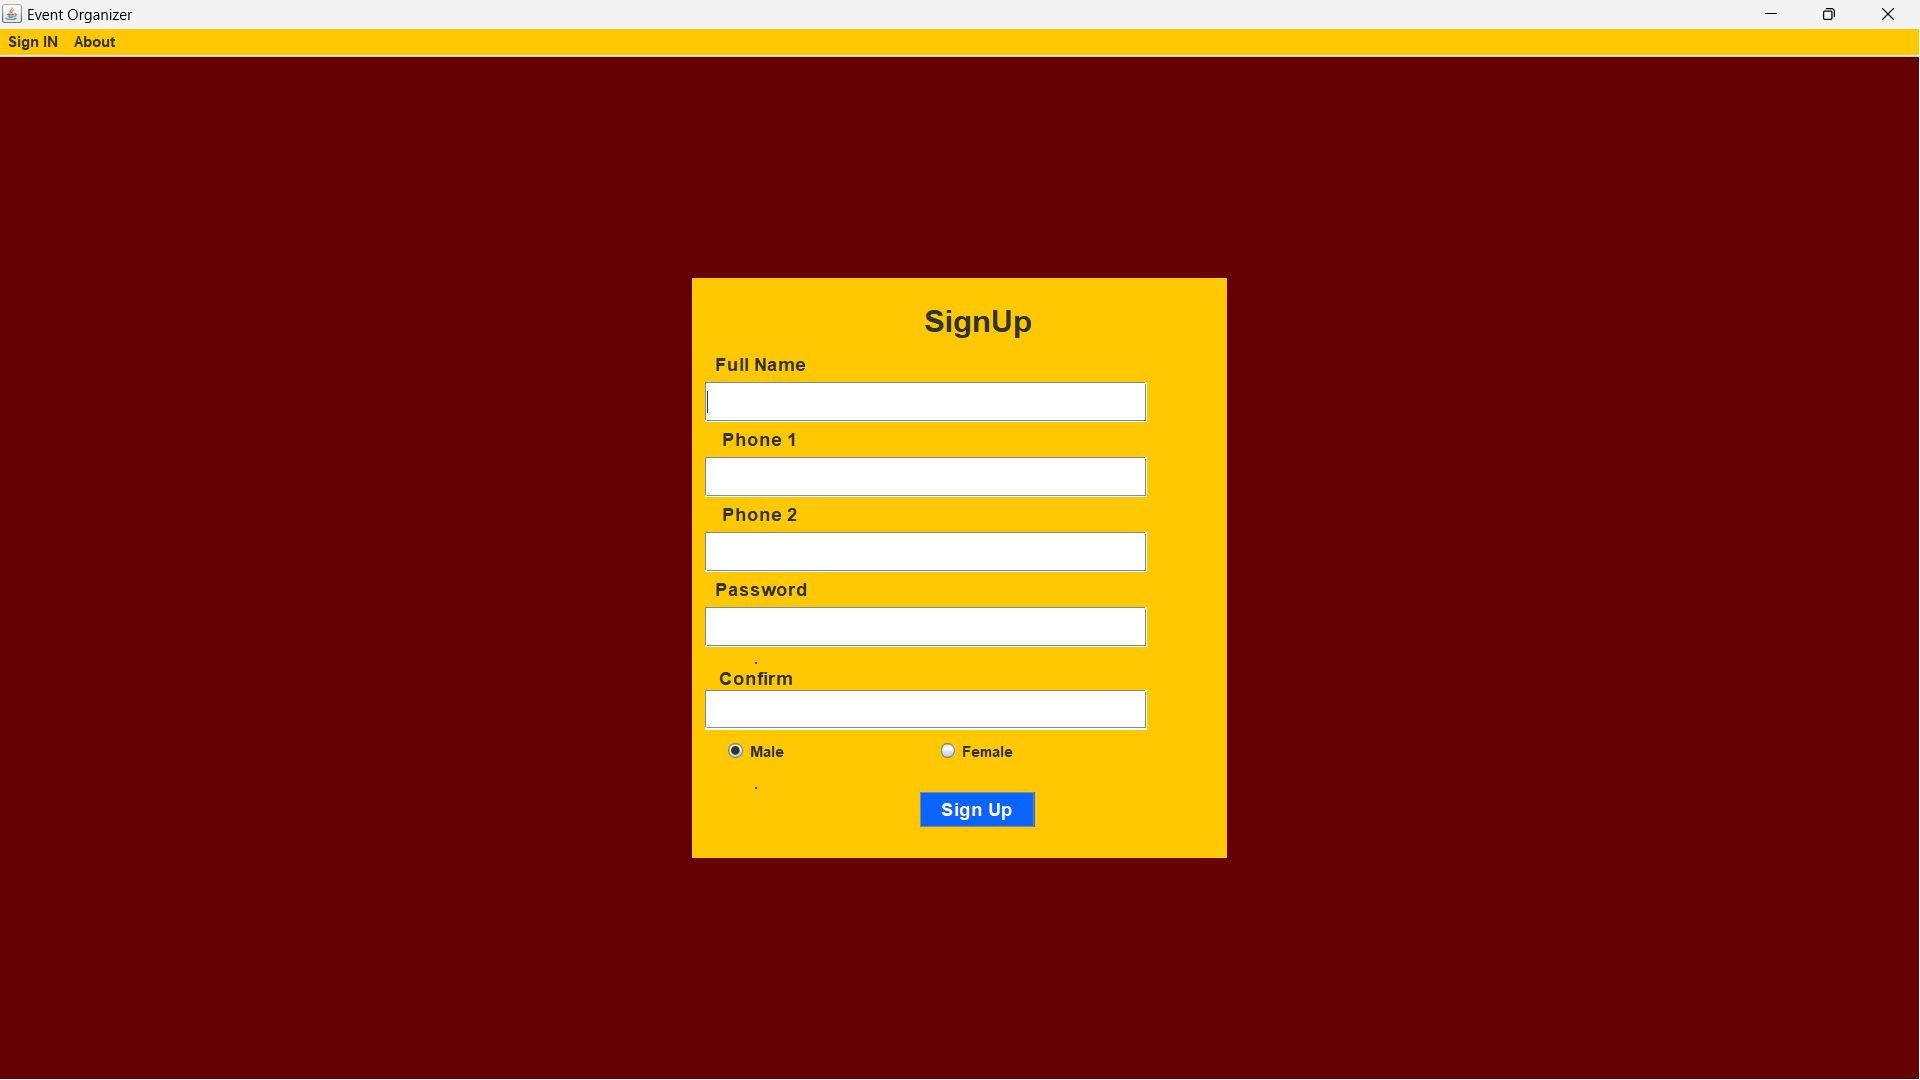 Event Organizer
Sign IN About
SignUp
Full Name
Phone 1
Phone 2
Password
.
Confirm
Male Female
.
Sign Up